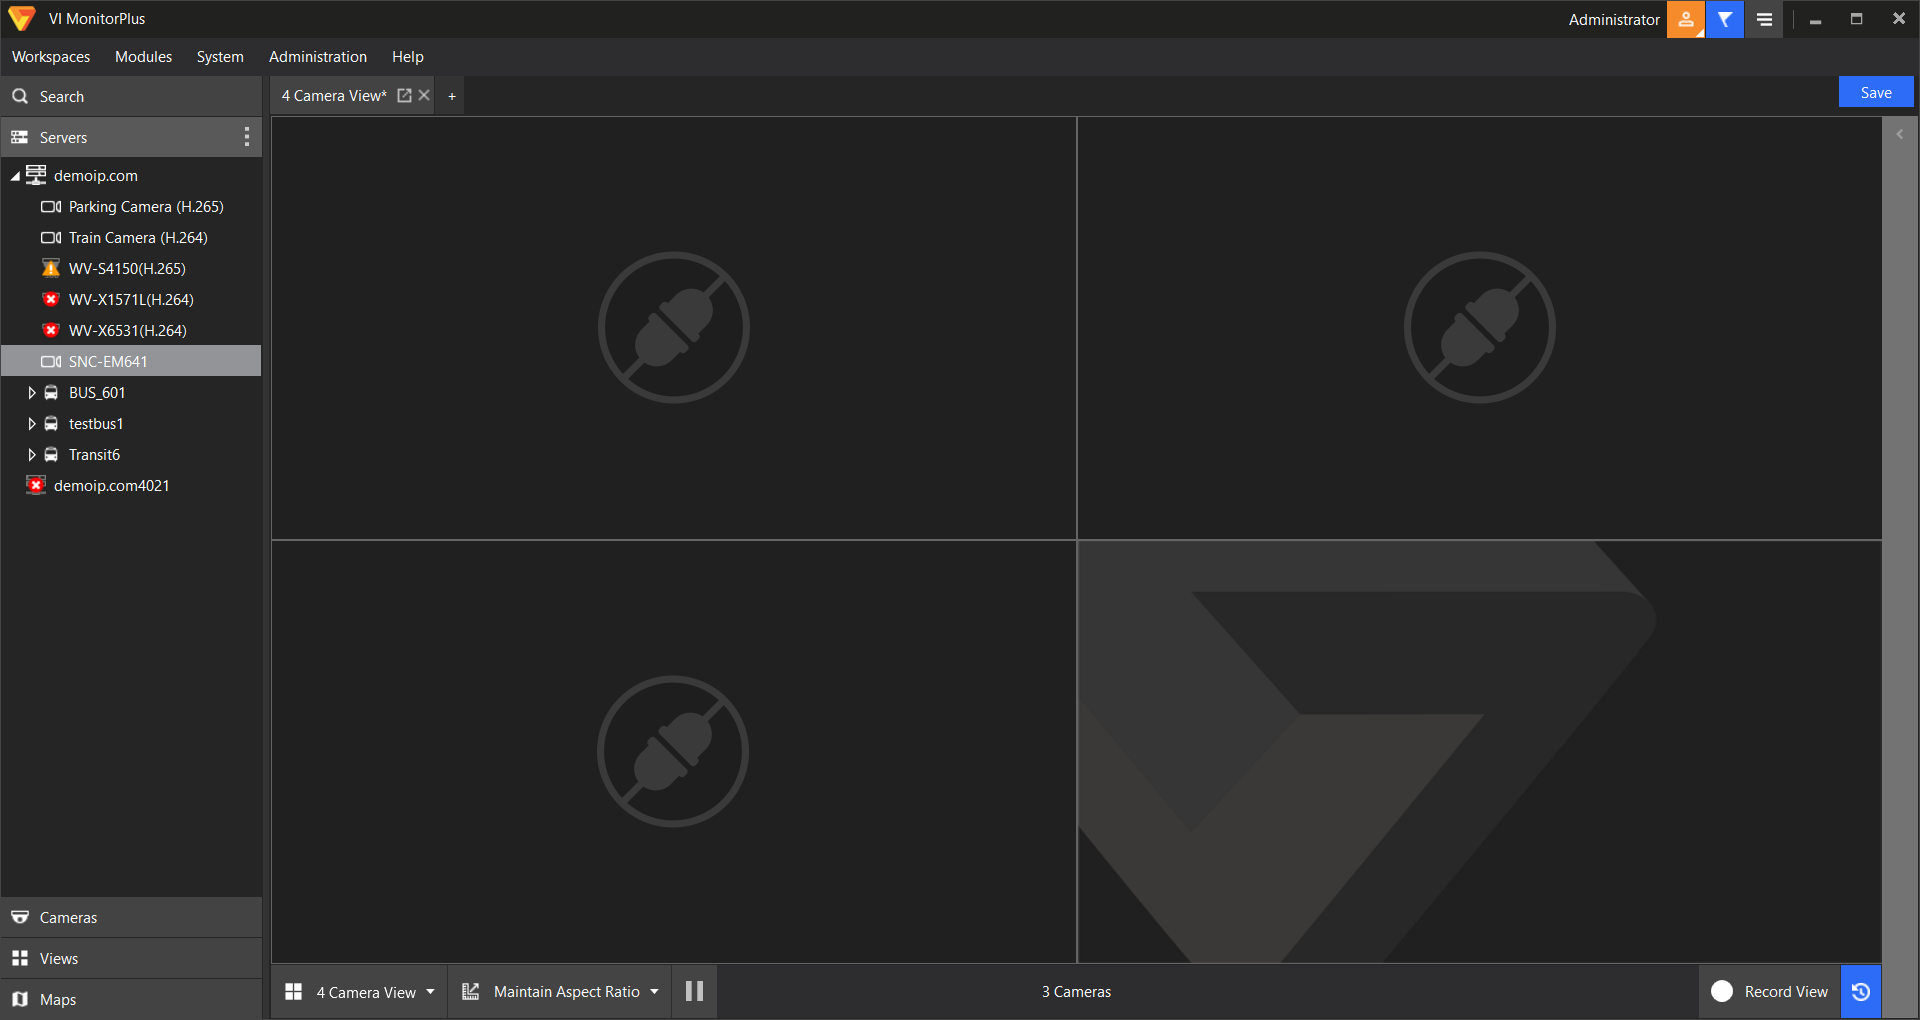 VI MonitorPlus
Administrator
Workspaces Modules System Administration Help
Search
4 Camera View* +
Save
Servers
demoip.com
Parking Camera (H.265)
Train Camera (H.264)
WV-S4150(H.265)
WV-X1571L(H.264)
WV-X6531(H.264)
SNC-EM641
BUS_601
testbus1
Transit6
demoip.com4021
Cameras
Views
Maps
4 Camera View
Maintain Aspect Ratio
3 Cameras
Record View